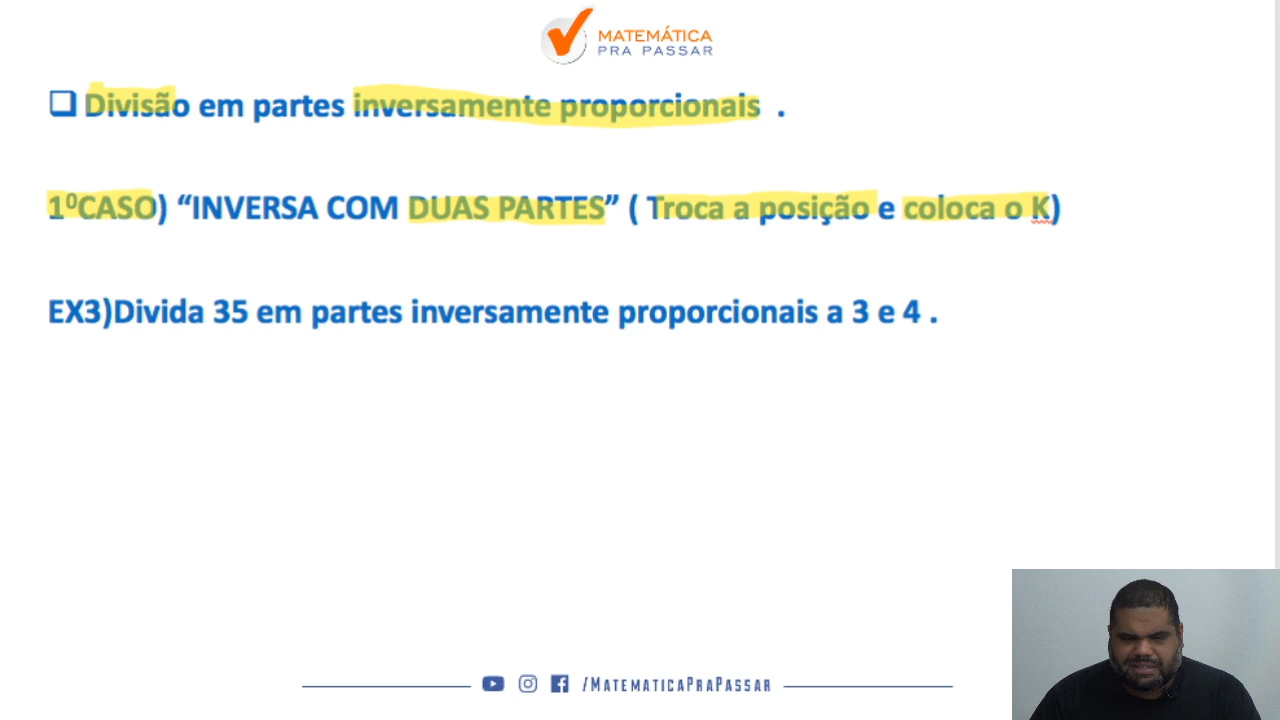 MATEMÁTICA
PRA PASSAR
Divisão em partes inversamente proporcionais .
1ºCASO) “INVERSA COM DUAS PARTES” ( Troca a posição e coloca o K)
EX3)Divida 35 em partes inversamente proporcionais a 3 e 4 .
/MATEMATICAPRAPASSAR